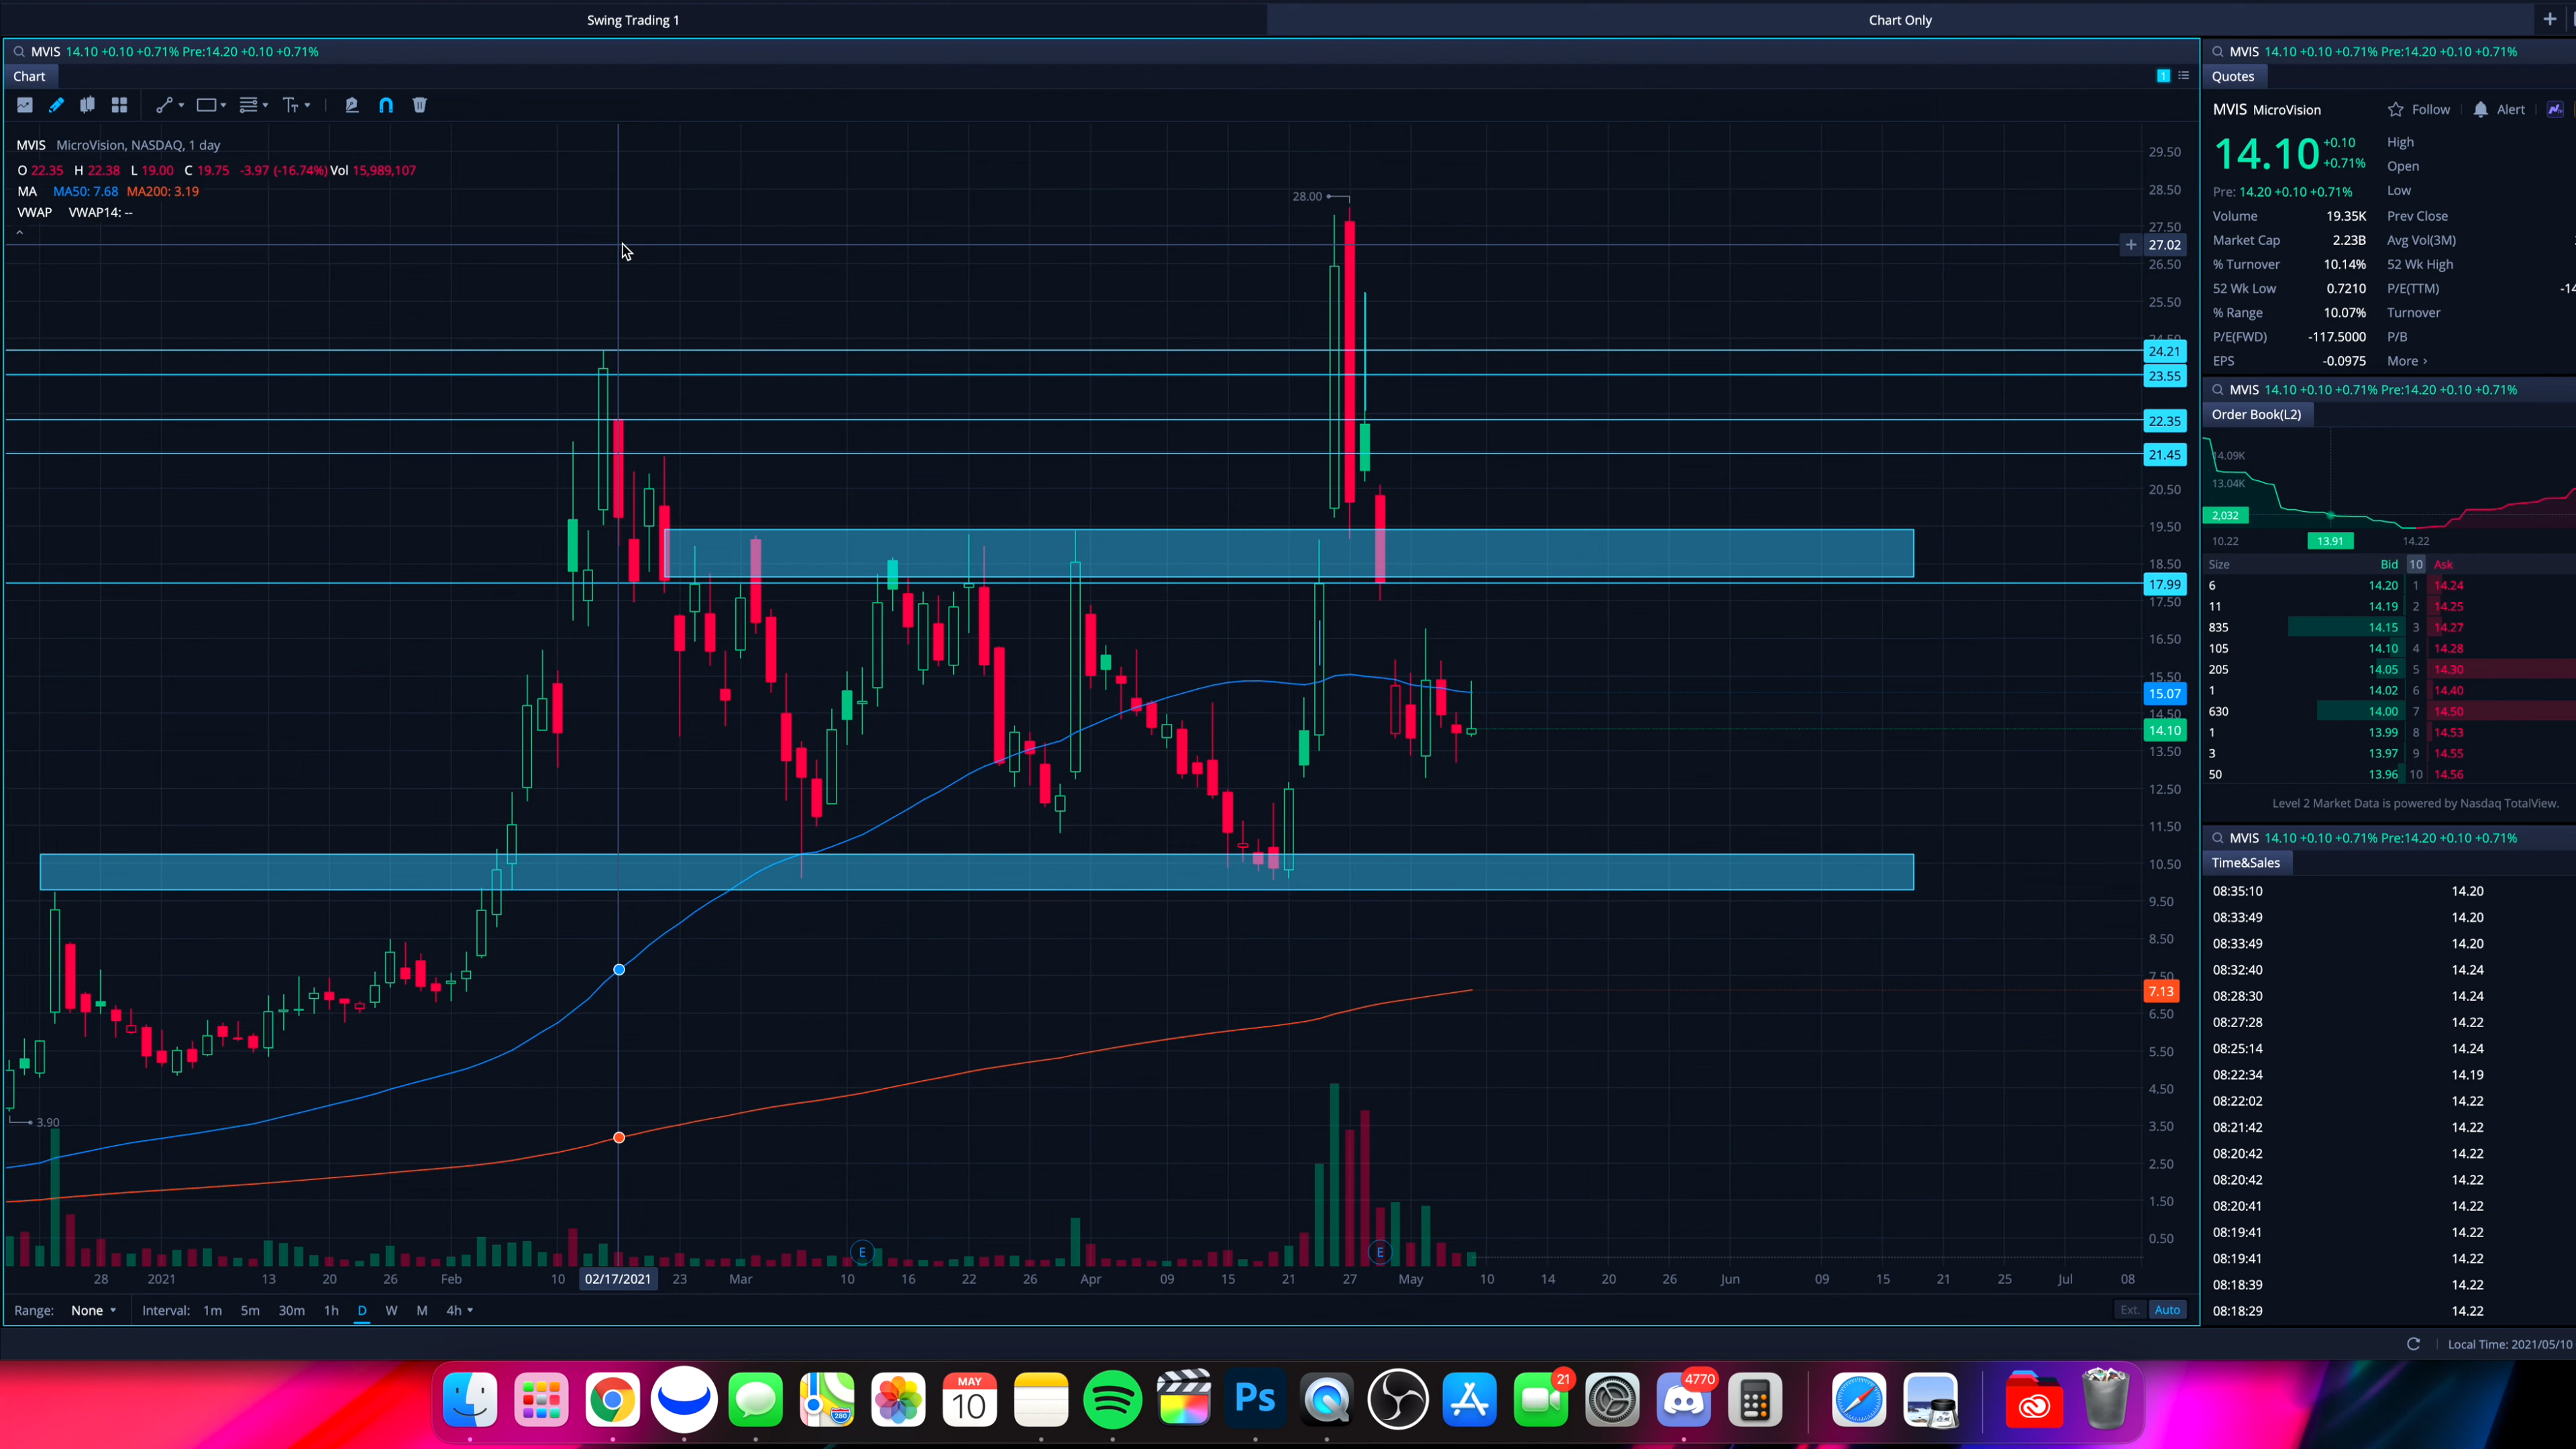 Swing Trading 1
Chart Only
MVIS 14.10 +0.10 +0.71% Pre:14.20 +0.10 +0.71%
Chart
1
MVIS MicroVision, NASDAQ, 1 day
O 22.35 H 22.38 L 19.00 C 19.75 -3.97 (-16.74%) Vol 15,989,107
MA MA50: 7.68 MA200: 3.19
VWAP VWAP14: --
28.00
3.90
29.50
28.50
27.50
27.02
26.50
25.50
24.50
24.21
23.55
22.35
21.45
20.50
19.50
18.50
17.99
17.50
16.50
15.50
15.07
14.50
14.10
13.50
12.50
11.50
10.50
9.50
8.50
7.50
7.13
6.50
5.50
4.50
3.50
2.50
1.50
0.50
E
E
28 2021 13 20 26 Feb 10 02/17/2021 23 Mar 10 16 22 26 Apr 09 15 21 27 May 10 14 20 26 Jun 09 15 21 25 Jul 08
Range: None Interval: 1m 5m 30m 1h D W M 4h
Ext. Auto
MVIS 14.10 +0.10 +0.71% Pre:14.20 +0.10 +0.71%
Quotes
MVIS MicroVision Follow Alert
14.10 +0.10 +0.71%
Pre: 14.20 +0.10 +0.71%
High
Open
Low
Volume 19.35K Prev Close
Market Cap 2.23B Avg Vol(3M)
% Turnover 10.14% 52 Wk High
52 Wk Low 0.7210 P/E(TTM) -14
% Range 10.07% Turnover
P/E(FWD) -117.5000 P/B
EPS -0.0975 More ›
MVIS 14.10 +0.10 +0.71% Pre:14.20 +0.10 +0.71%
Order Book(L2)
14.09K
13.04K
2,032
10.22 13.91 14.22
Size Bid 10 Ask
6 14.20 1 14.24
11 14.19 2 14.25
835 14.15 3 14.27
105 14.10 4 14.28
205 14.05 5 14.30
1 14.02 6 14.40
630 14.00 7 14.50
1 13.99 8 14.53
3 13.97 9 14.55
50 13.96 10 14.56
Level 2 Market Data is powered by Nasdaq TotalView.
MVIS 14.10 +0.10 +0.71% Pre:14.20 +0.10 +0.71%
Time&Sales
08:35:10 14.20
08:33:49 14.20
08:33:49 14.20
08:32:40 14.24
08:28:30 14.24
08:27:28 14.22
08:25:14 14.24
08:22:34 14.19
08:22:02 14.22
08:21:42 14.22
08:20:42 14.22
08:20:42 14.22
08:20:41 14.22
08:19:41 14.22
08:19:41 14.22
08:18:39 14.22
08:18:29 14.22
Local Time: 2021/05/10
MAY
10
280
Ps
21
4770